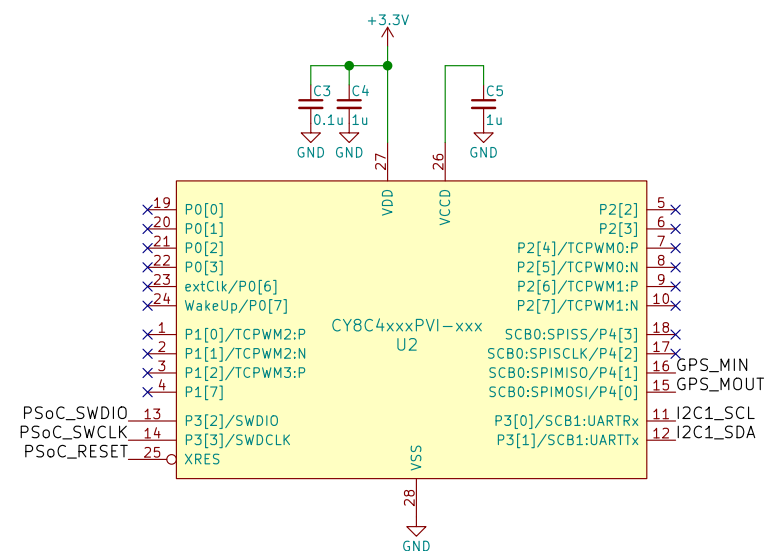 +3.3V
C3
C4
C5
0.1u
1u
1u
GND
GND
GND
27
26
VDD
VCCD
19 P0[0]
20 P0[1]
21 P0[2]
22 P0[3]
23 extClk/P0[6]
24 WakeUp/P0[7]
1 P1[0]/TCPWM2:P
2 P1[1]/TCPWM2:N
3 P1[2]/TCPWM3:P
4 P1[7]
PSoC_SWDIO 13 P3[2]/SWDIO
PSoC_SWCLK 14 P3[3]/SWDCLK
PSoC_RESET 25 XRES
CY8C4xxxPVI-xxx
U2
P2[2] 5
P2[3] 6
P2[4]/TCPWM0:P 7
P2[5]/TCPWM0:N 8
P2[6]/TCPWM1:P 9
P2[7]/TCPWM1:N 10
SCB0:SPISS/P4[3] 18
SCB0:SPISCLK/P4[2] 17
SCB0:SPIMISO/P4[1] 16 GPS_MIN
SCB0:SPIMOSI/P4[0] 15 GPS_MOUT
P3[0]/SCB1:UARTRx 11 I2C1_SCL
P3[1]/SCB1:UARTTx 12 I2C1_SDA
VSS
28
GND